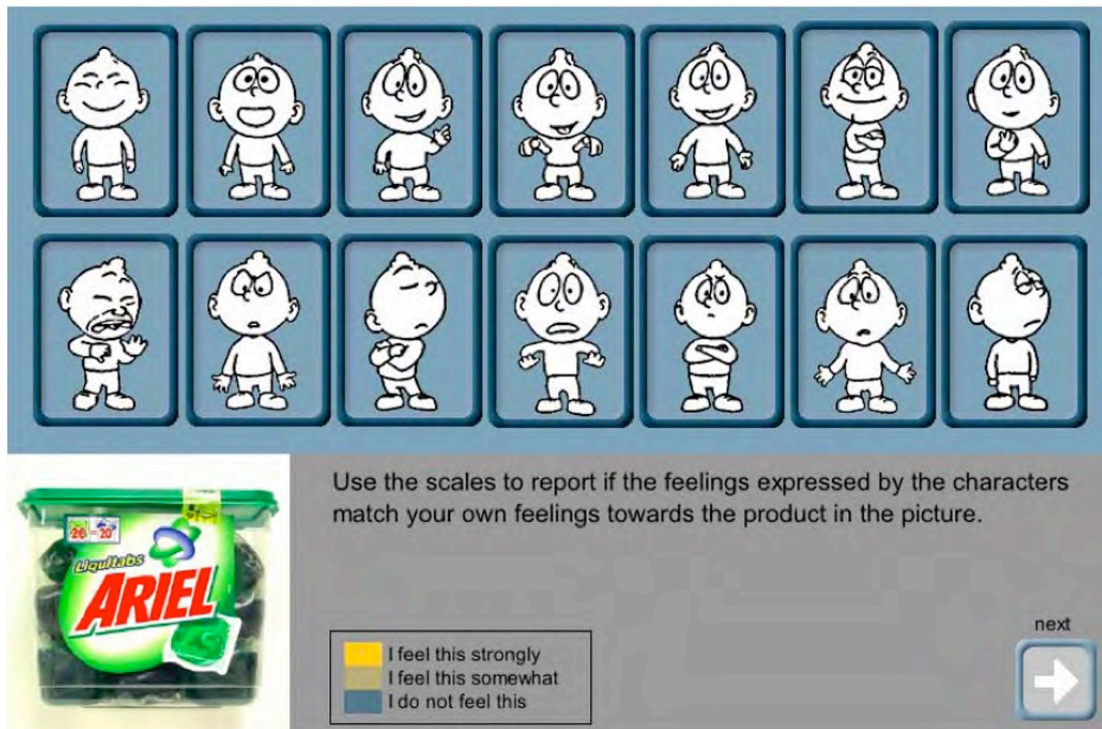 Use the scales to report if the feelings expressed by the characters
match your own feelings towards the product in the picture.
Liquitabs
ARIEL
next
I feel this strongly
I feel this somewhat
I do not feel this